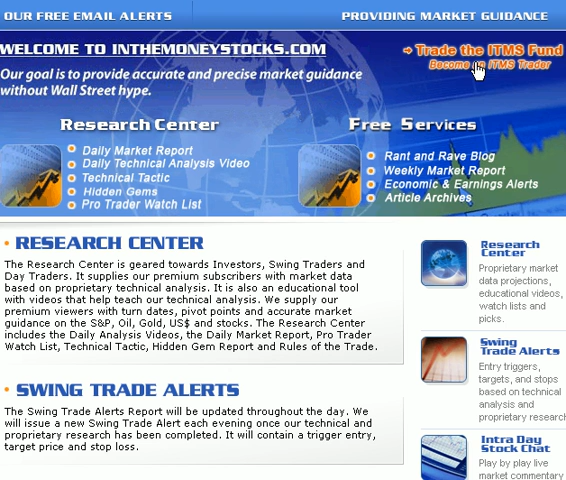 OUR FREE EMAIL ALERTS
PROVIDING MARKET GUIDANCE
WELCOME TO INTHEMONEYSTOCKS.COM
Our goal is to provide accurate and precise market guidance
without Wall Street hype.
Trade the ITMS Fund
Become an ITMS Trader
Research Center
Daily Market Report
Daily Technical Analysis Video
Technical Tactic
Hidden Gems
Pro Trader Watch List
Free Services
Rant and Rave Blog
Weekly Market Report
Economic & Earnings Alerts
Article Archives
RESEARCH CENTER
The Research Center is geared towards Investors, Swing Traders and
Day Traders. It supplies our premium subscribers with market data
based on proprietary technical analysis. It is also an educational tool
with videos that help teach our technical analysis. We supply our
premium viewers with turn dates, pivot points and accurate market
guidance on the S&P, Oil, Gold, US$ and stocks. The Research Center
includes the Daily Analysis Videos, the Daily Market Report, Pro Trader
Watch List, Technical Tactic, Hidden Gem Report and Rules of the Trade.
SWING TRADE ALERTS
The Swing Trade Alerts Report will be updated throughout the day. We
will issue a new Swing Trade Alert each evening once our technical and
proprietary research has been completed. It will contain a trigger entry,
target price and stop loss.
Research
Center
Proprietary market
data projections,
educational videos,
watch lists and
picks.
Swing
Trade Alerts
Entry triggers,
targets, and stops
based on technical
analysis and
proprietary research
Intra Day
Stock Chat
Play by play live
market commentary